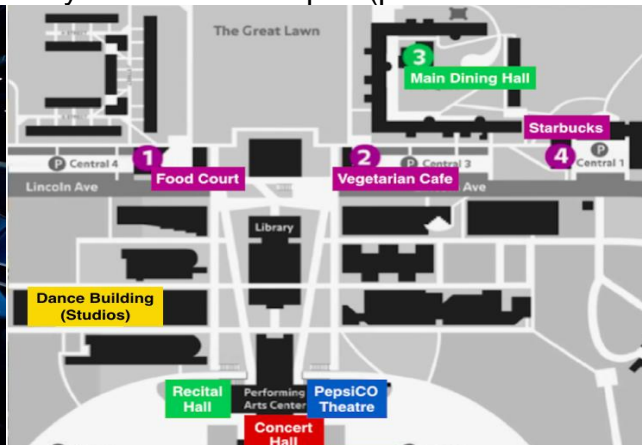 The Great Lawn
3
Main Dining Hall
Starbucks
1
2
4
P Central 4
P Central 3
P
Central 1
Food Court
Vegetarian Cafe
Lincoln Ave
Ave
Library
Dance Building
(Studios)
Recital
Hall
Performing
Arts Center
PepsiCO
Theatre
Concert
Hall